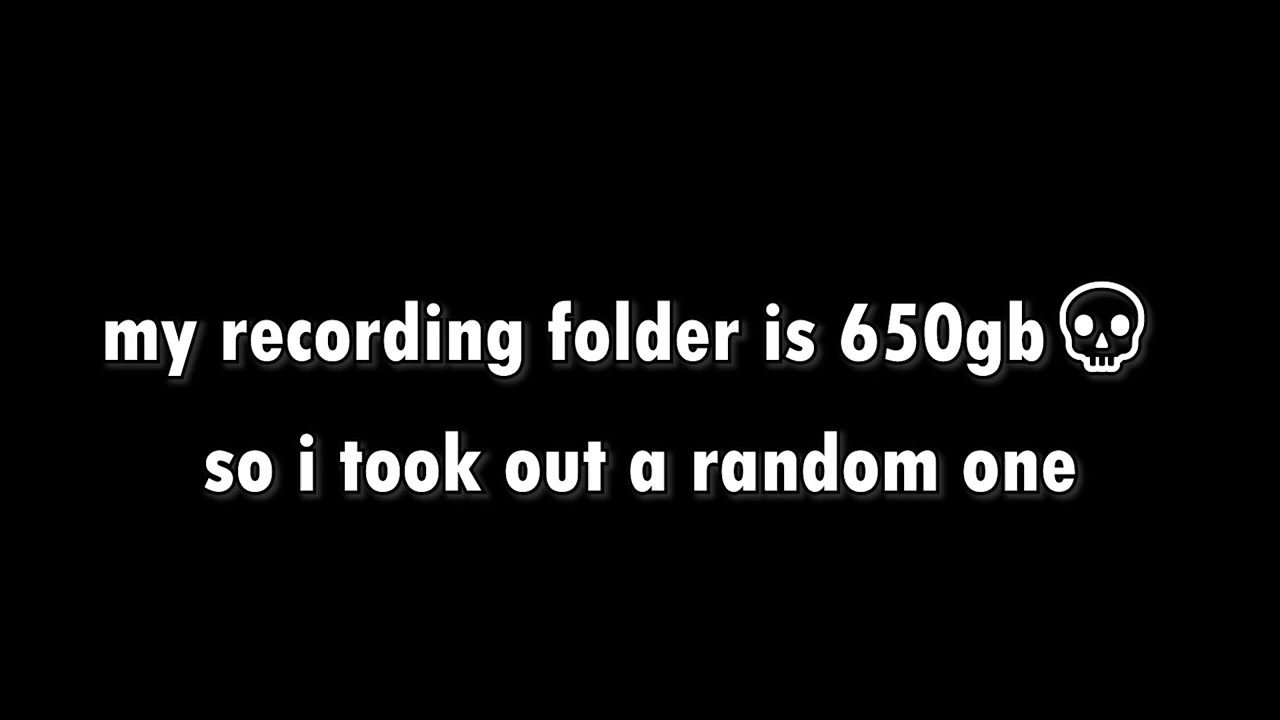 my recording folder is 650gb💀
so i took out a random one